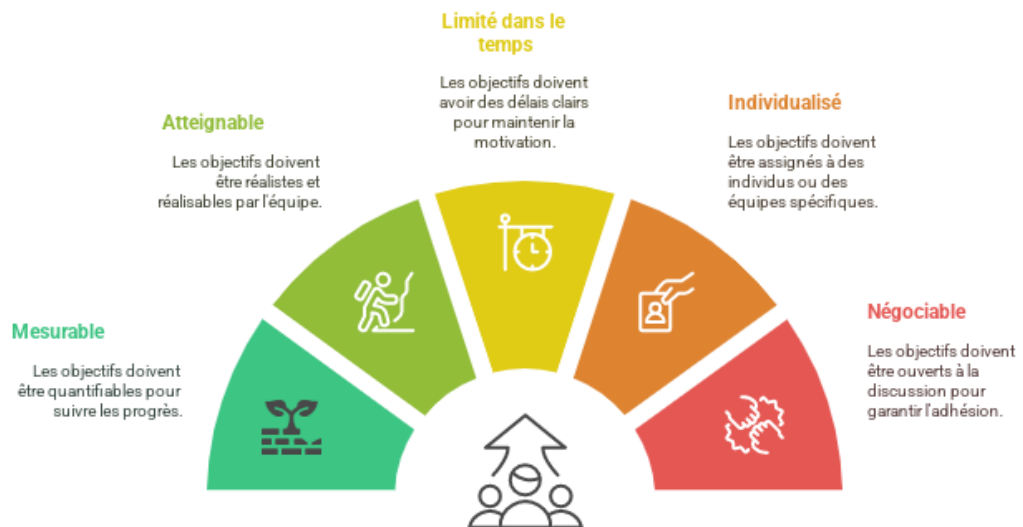 Limité dans le
temps
Les objectifs doivent
avoir des délais clairs
pour maintenir la
motivation.
Individualisé
Les objectifs doivent
être assignés à des
individus ou des
équipes spécifiques.
Atteignable
Les objectifs doivent
être réalistes et
réalisables par l'équipe.
Négociable
Les objectifs doivent
être ouverts à la
discussion pour
garantir l'adhésion.
Mesurable
Les objectifs doivent
être quantifiables pour
suivre les progrès.